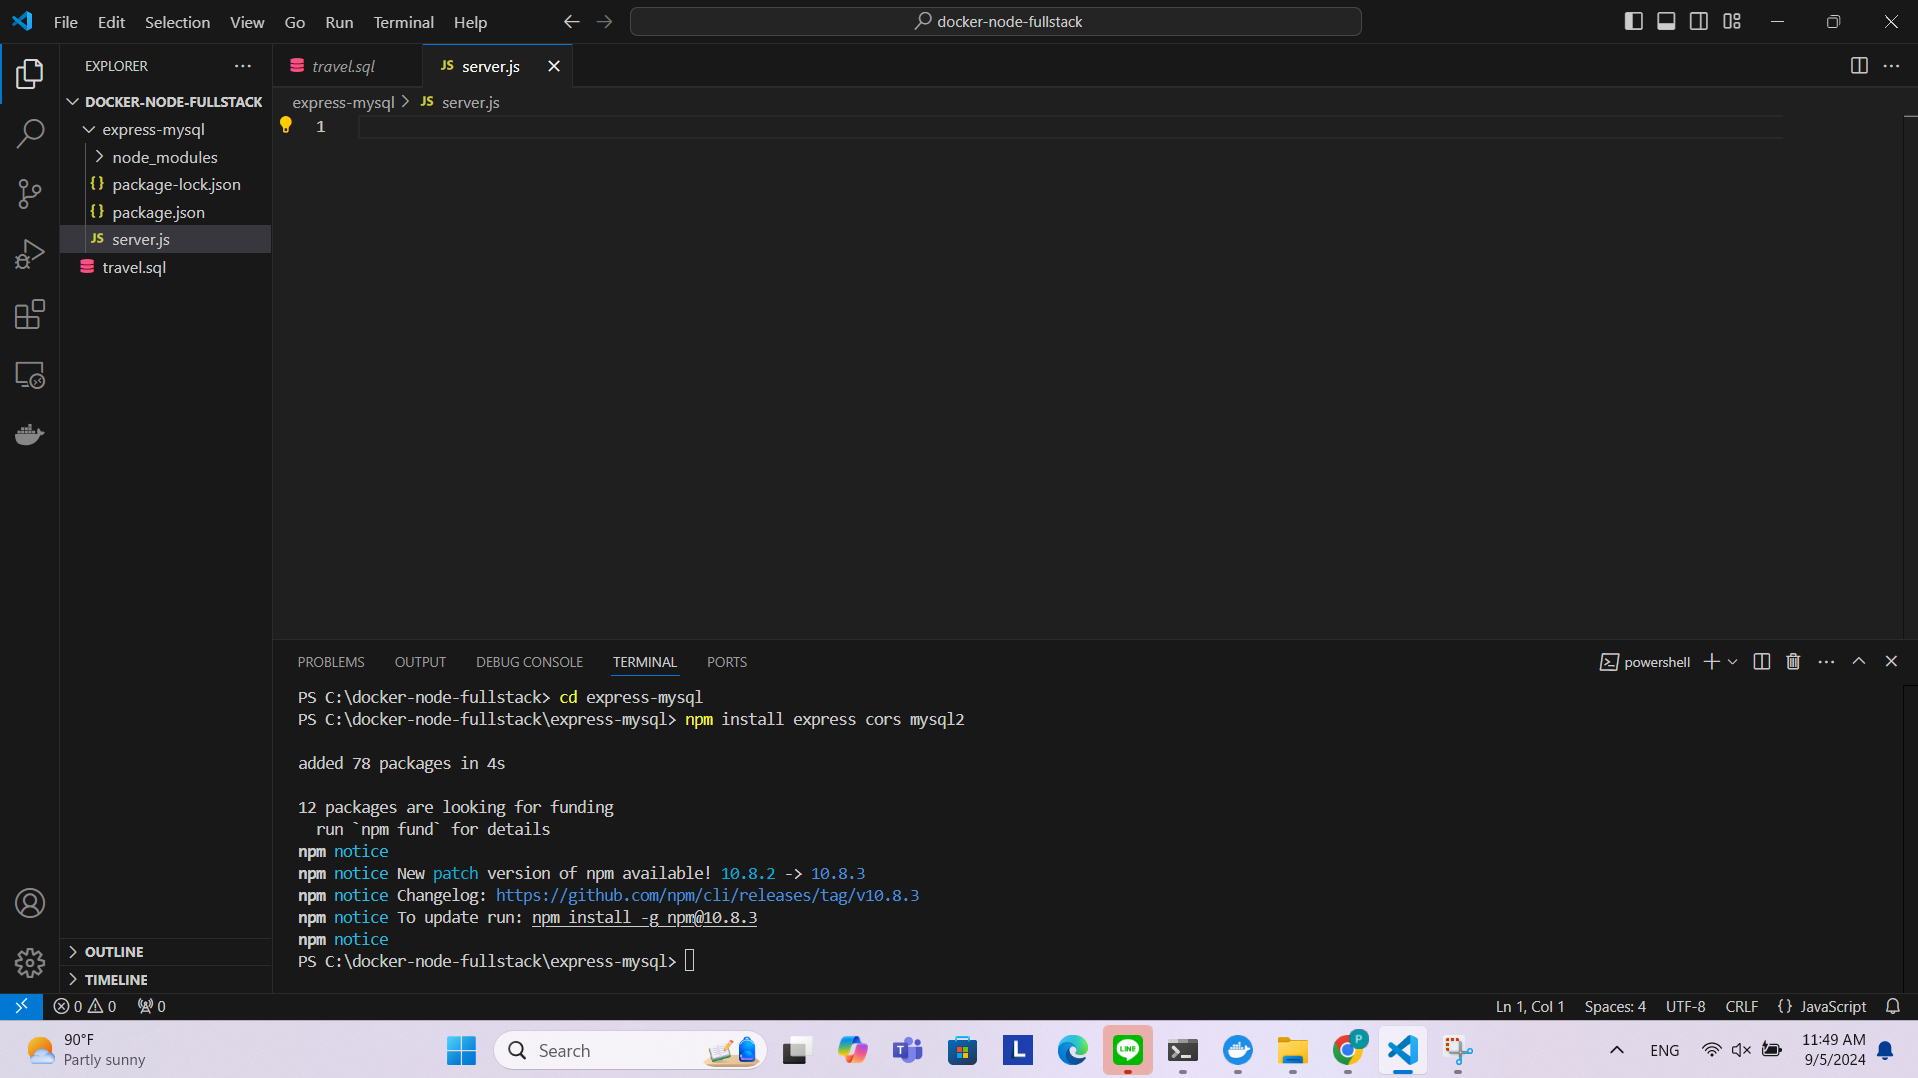 File Edit Selection View Go Run Terminal Help
docker-node-fullstack
EXPLORER
DOCKER-NODE-FULLSTACK
express-mysql
node_modules
package-lock.json
package.json
JS server.js
travel.sql
OUTLINE
TIMELINE
travel.sql
JS server.js
express-mysql > JS server.js
1
PROBLEMS OUTPUT DEBUG CONSOLE TERMINAL PORTS
powershell
PS C:\docker-node-fullstack> cd express-mysql
PS C:\docker-node-fullstack\express-mysql> npm install express cors mysql2
added 78 packages in 4s
12 packages are looking for funding
run `npm fund` for details
npm notice
npm notice New patch version of npm available! 10.8.2 -> 10.8.3
npm notice Changelog: https://github.com/npm/cli/releases/tag/v10.8.3
npm notice To update run: npm install -g npm@10.8.3
npm notice
PS C:\docker-node-fullstack\express-mysql>
0 0 0
Ln 1, Col 1 Spaces: 4 UTF-8 CRLF {} JavaScript
90°F
Partly sunny
Search
L
LINE
P
ENG
11:49 AM
9/5/2024